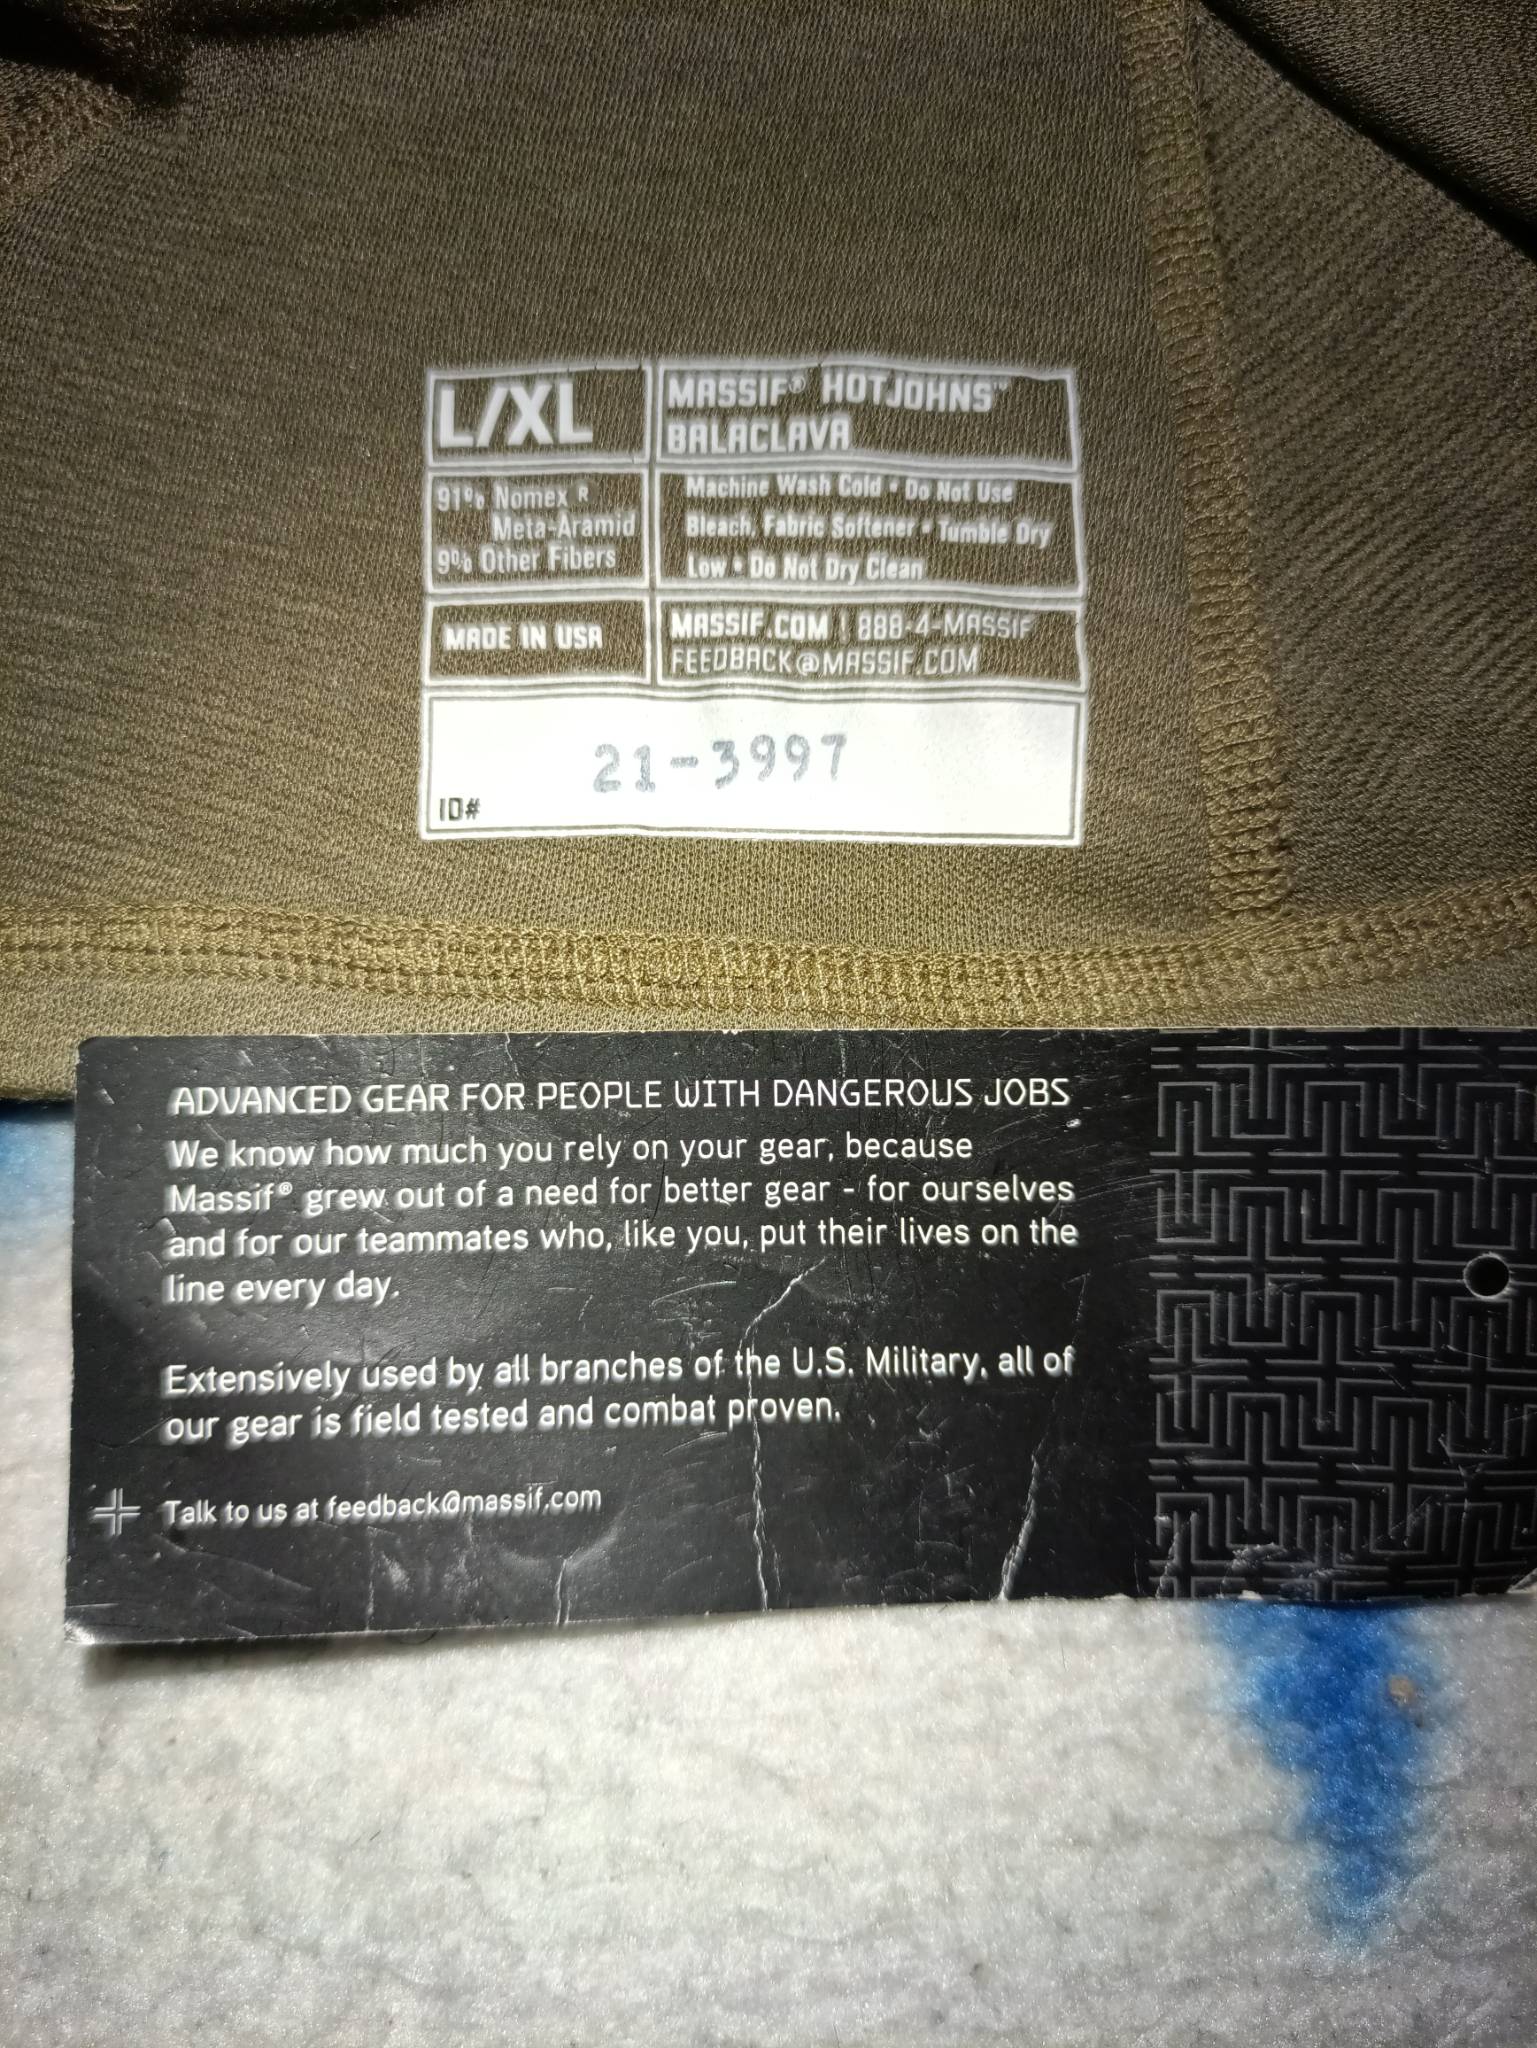 L/XL
MASSIF® HOTJOHNS™
BALACLAVA
91% Nomex R
Meta-Aramid
9% Other Fibers
Machine Wash Cold • Do Not Use
Bleach, Fabric Softener • Tumble Dry
Low • Do Not Dry Clean
MADE IN USA
MASSIF.COM | 888-4-MASSIF
FEEDBACK@MASSIF.COM
21-3997
ID#
ADVANCED GEAR FOR PEOPLE WITH DANGEROUS JOBS
We know how much you rely on your gear, because
Massif® grew out of a need for better gear - for ourselves
and for our teammates who, like you, put their lives on the
line every day.
Extensively used by all branches of the U.S. Military, all of
our gear is field tested and combat proven.
Talk to us at feedback@massif.com